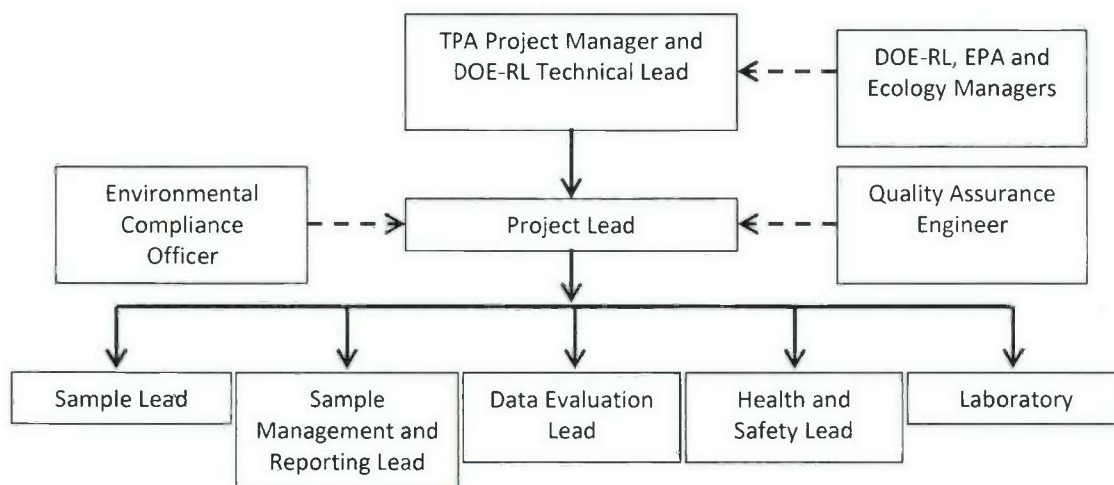 TPA Project Manager and
DOE-RL Technical Lead
DOE-RL, EPA and
Ecology Managers
Environmental
Compliance
Officer
Project Lead
Quality Assurance
Engineer
Sample Lead
Sample
Management and
Reporting Lead
Data Evaluation
Lead
Health and
Safety Lead
Laboratory